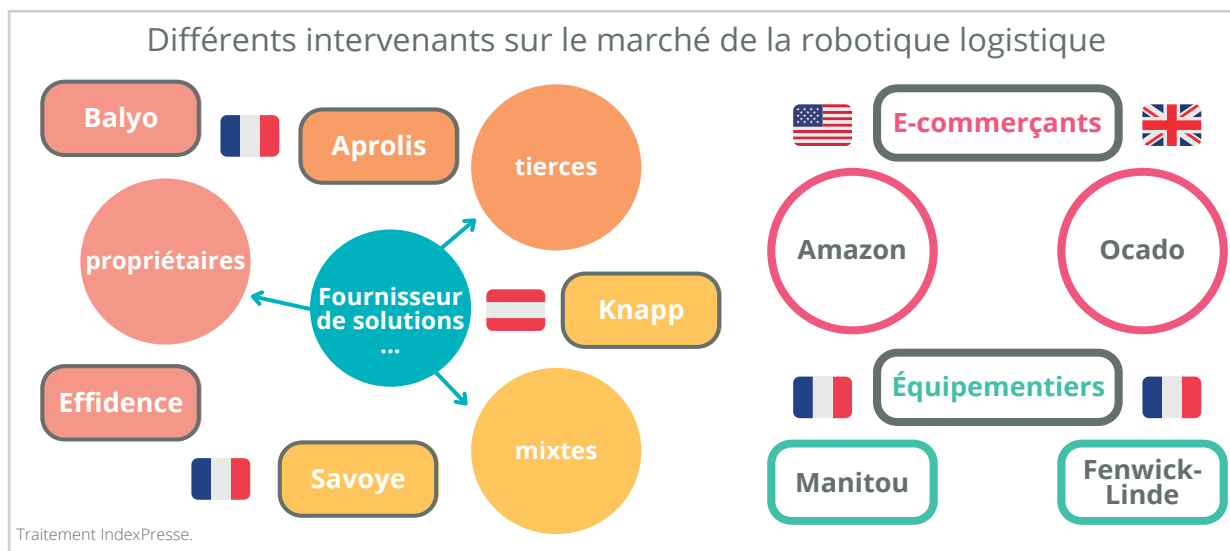 Différents intervenants sur le marché de la robotique logistique
Balyo
Aprolis
tierces
propriétaires
Fournisseur
de solutions
...
Knapp
Effidence
Savoye
mixtes
E-commerçants
Amazon
Ocado
Équipementiers
Manitou
Fenwick-
Linde
Traitement IndexPresse.